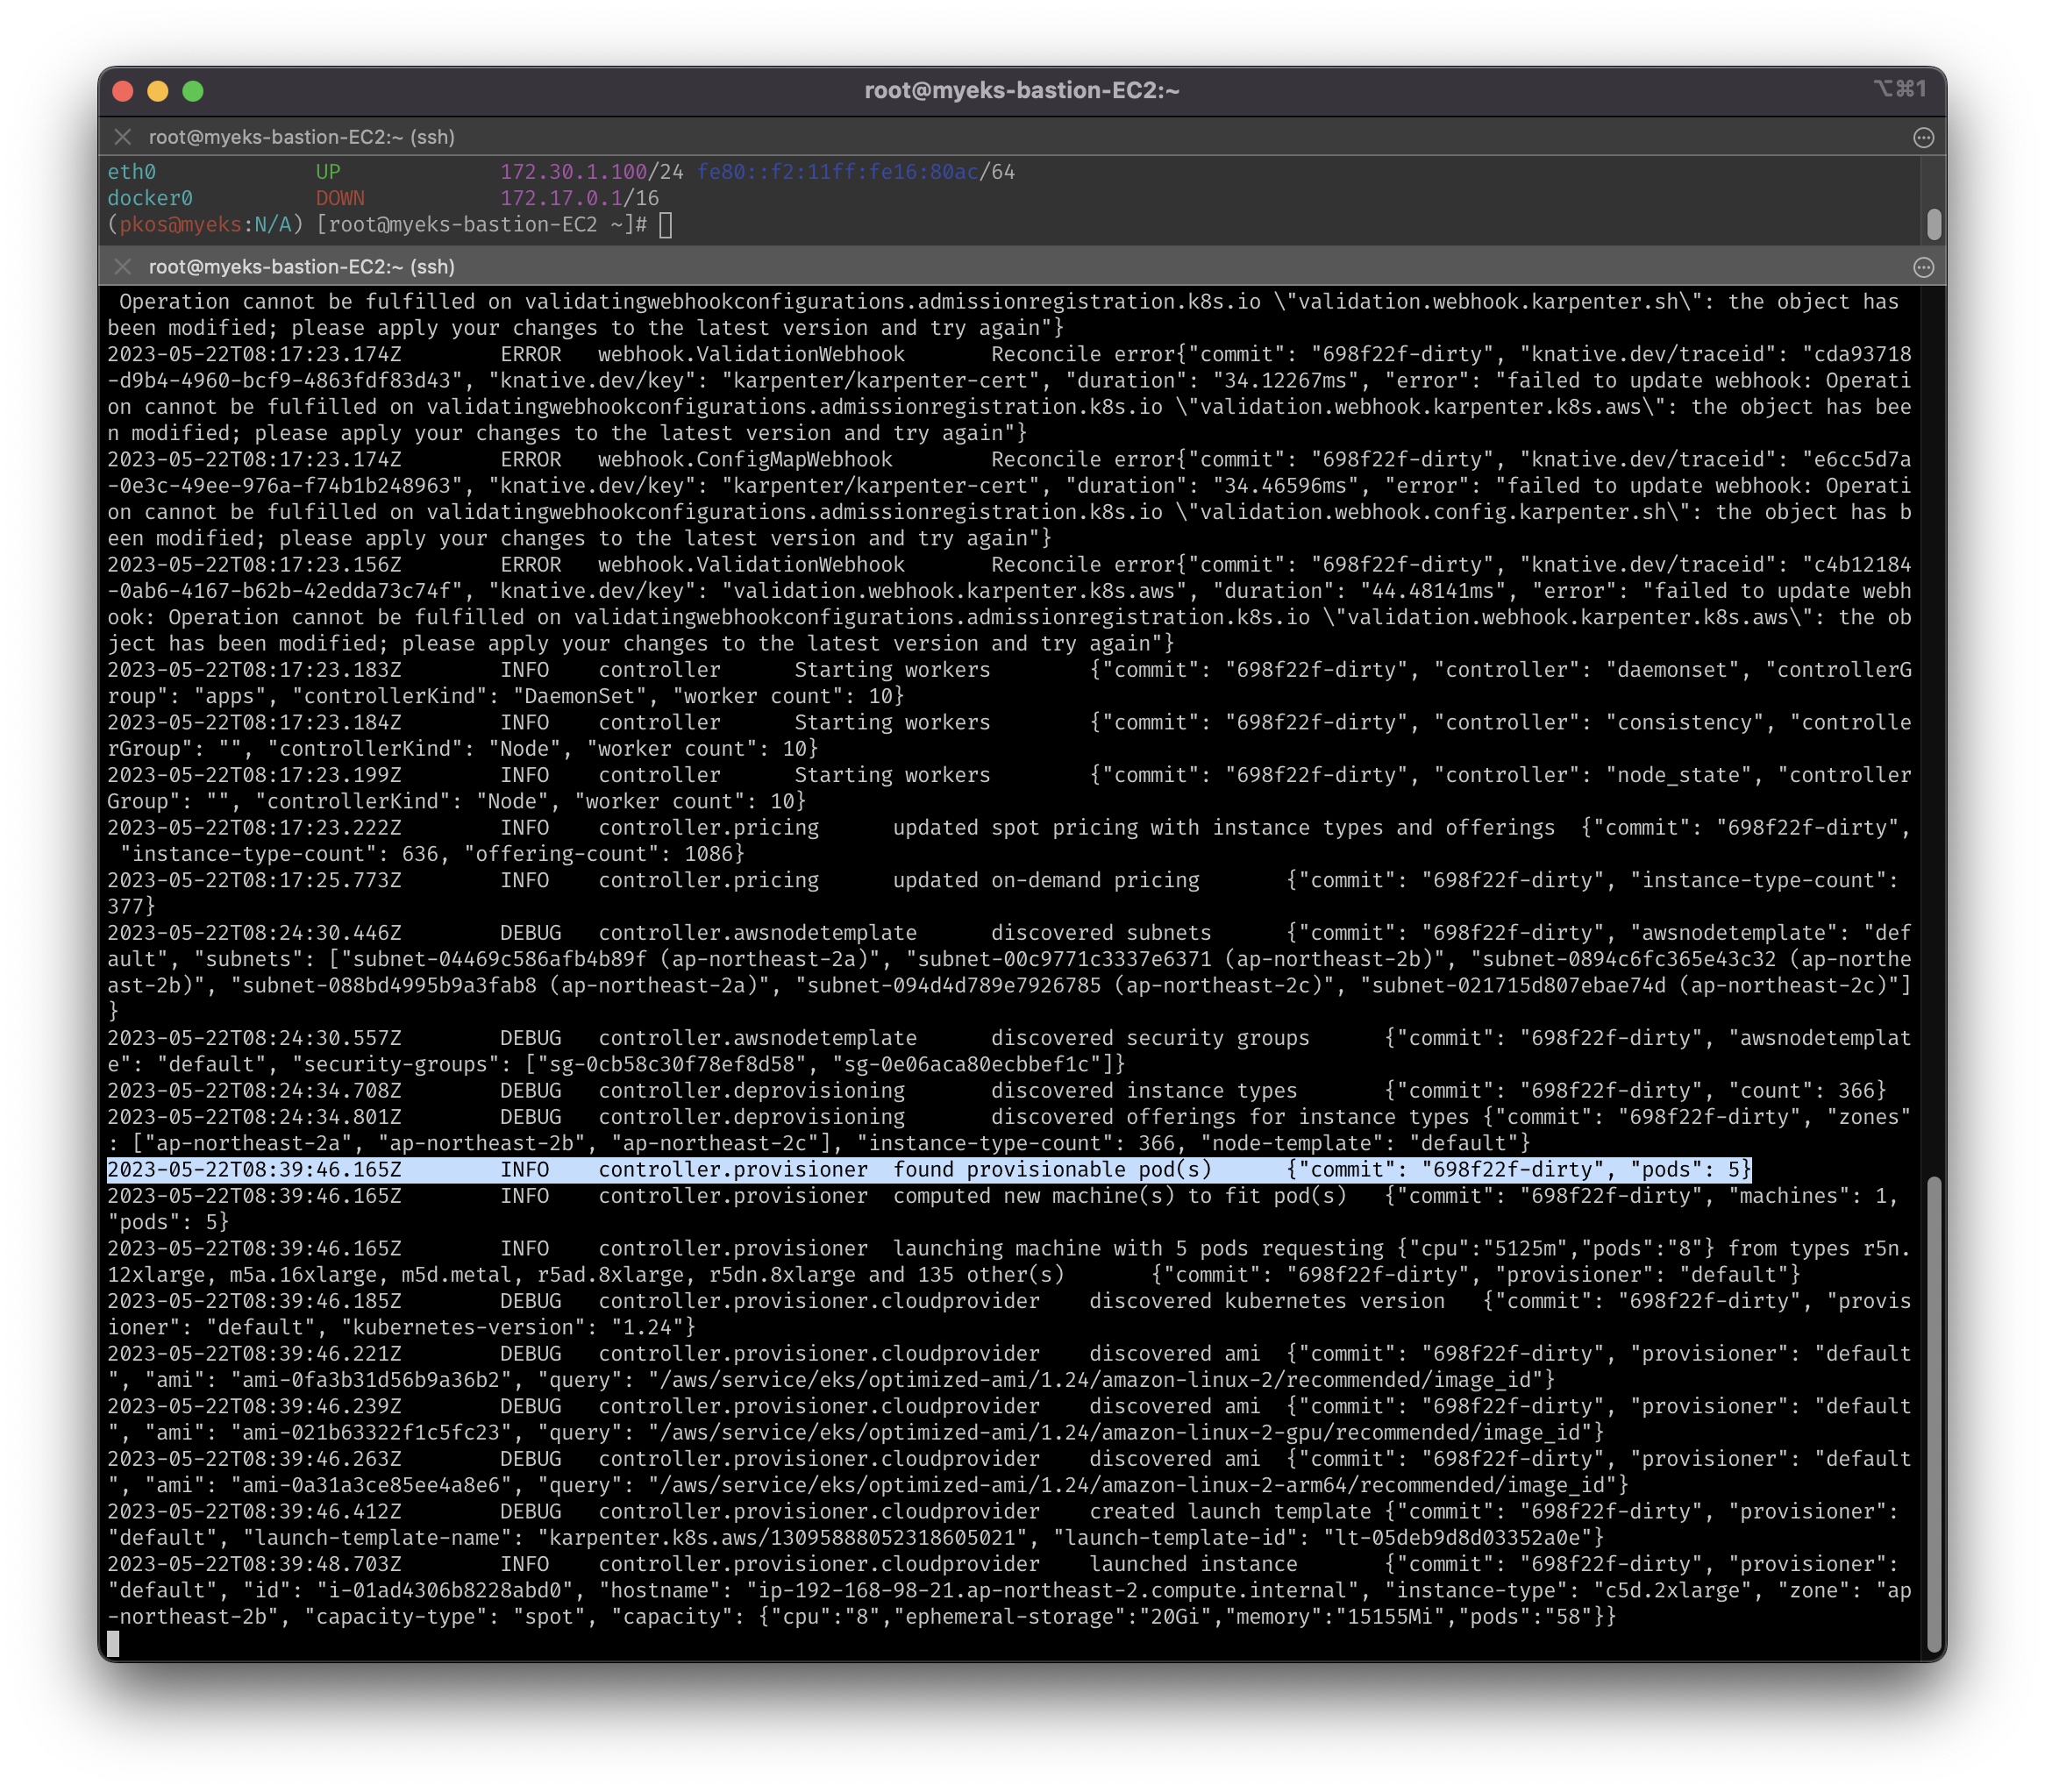 root@myeks-bastion-EC2:~
⌥⌘1
root@myeks-bastion-EC2:~ (ssh)
eth0 UP 172.30.1.100/24 fe80::f2:11ff:fe16:80ac/64
docker0 DOWN 172.17.0.1/16
(pkos@myeks:N/A) [root@myeks-bastion-EC2 ~]#
root@myeks-bastion-EC2:~ (ssh)
Operation cannot be fulfilled on validatingwebhookconfigurations.admissionregistration.k8s.io \"validation.webhook.karpenter.sh\": the object has
been modified; please apply your changes to the latest version and try again"}
2023-05-22T08:17:23.174Z ERROR webhook.ValidationWebhook Reconcile error{"commit": "698f22f-dirty", "knative.dev/traceid": "cda93718
-d9b4-4960-bcf9-4863fdf83d43", "knative.dev/key": "karpenter/karpenter-cert", "duration": "34.12267ms", "error": "failed to update webhook: Operati
on cannot be fulfilled on validatingwebhookconfigurations.admissionregistration.k8s.io \"validation.webhook.karpenter.k8s.aws\": the object has bee
n modified; please apply your changes to the latest version and try again"}
2023-05-22T08:17:23.174Z ERROR webhook.ConfigMapWebhook Reconcile error{"commit": "698f22f-dirty", "knative.dev/traceid": "e6cc5d7a
-0e3c-49ee-976a-f74b1b248963", "knative.dev/key": "karpenter/karpenter-cert", "duration": "34.46596ms", "error": "failed to update webhook: Operati
on cannot be fulfilled on validatingwebhookconfigurations.admissionregistration.k8s.io \"validation.webhook.config.karpenter.sh\": the object has b
een modified; please apply your changes to the latest version and try again"}
2023-05-22T08:17:23.156Z ERROR webhook.ValidationWebhook Reconcile error{"commit": "698f22f-dirty", "knative.dev/traceid": "c4b12184
-0ab6-4167-b62b-42edda73c74f", "knative.dev/key": "validation.webhook.karpenter.k8s.aws", "duration": "44.48141ms", "error": "failed to update webh
ook: Operation cannot be fulfilled on validatingwebhookconfigurations.admissionregistration.k8s.io \"validation.webhook.karpenter.k8s.aws\": the ob
ject has been modified; please apply your changes to the latest version and try again"}
2023-05-22T08:17:23.183Z INFO controller Starting workers {"commit": "698f22f-dirty", "controller": "daemonset", "controllerG
roup": "apps", "controllerKind": "DaemonSet", "worker count": 10}
2023-05-22T08:17:23.184Z INFO controller Starting workers {"commit": "698f22f-dirty", "controller": "consistency", "controlle
rGroup": "", "controllerKind": "Node", "worker count": 10}
2023-05-22T08:17:23.199Z INFO controller Starting workers {"commit": "698f22f-dirty", "controller": "node_state", "controller
Group": "", "controllerKind": "Node", "worker count": 10}
2023-05-22T08:17:23.222Z INFO controller.pricing updated spot pricing with instance types and offerings {"commit": "698f22f-dirty",
"instance-type-count": 636, "offering-count": 1086}
2023-05-22T08:17:25.773Z INFO controller.pricing updated on-demand pricing {"commit": "698f22f-dirty", "instance-type-count":
377}
2023-05-22T08:24:30.446Z DEBUG controller.awsnodetemplate discovered subnets {"commit": "698f22f-dirty", "awsnodetemplate": "def
ault", "subnets": ["subnet-04469c586afb4b89f (ap-northeast-2a)", "subnet-00c9771c3337e6371 (ap-northeast-2b)", "subnet-0894c6fc365e43c32 (ap-northe
ast-2b)", "subnet-088bd4995b9a3fab8 (ap-northeast-2a)", "subnet-094d4d789e7926785 (ap-northeast-2c)", "subnet-021715d807ebae74d (ap-northeast-2c)"]
}
2023-05-22T08:24:30.557Z DEBUG controller.awsnodetemplate discovered security groups {"commit": "698f22f-dirty", "awsnodetemplat
e": "default", "security-groups": ["sg-0cb58c30f78ef8d58", "sg-0e06aca80ecbbef1c"]}
2023-05-22T08:24:34.708Z DEBUG controller.deprovisioning discovered instance types {"commit": "698f22f-dirty", "count": 366}
2023-05-22T08:24:34.801Z DEBUG controller.deprovisioning discovered offerings for instance types {"commit": "698f22f-dirty", "zones"
: ["ap-northeast-2a", "ap-northeast-2b", "ap-northeast-2c"], "instance-type-count": 366, "node-template": "default"}
2023-05-22T08:39:46.165Z INFO controller.provisioner found provisionable pod(s) {"commit": "698f22f-dirty", "pods": 5}
2023-05-22T08:39:46.165Z INFO controller.provisioner computed new machine(s) to fit pod(s) {"commit": "698f22f-dirty", "machines": 1,
"pods": 5}
2023-05-22T08:39:46.165Z INFO controller.provisioner launching machine with 5 pods requesting {"cpu":"5125m","pods":"8"} from types r5n.
12xlarge, m5a.16xlarge, m5d.metal, r5ad.8xlarge, r5dn.8xlarge and 135 other(s) {"commit": "698f22f-dirty", "provisioner": "default"}
2023-05-22T08:39:46.185Z DEBUG controller.provisioner.cloudprovider discovered kubernetes version {"commit": "698f22f-dirty", "provis
ioner": "default", "kubernetes-version": "1.24"}
2023-05-22T08:39:46.221Z DEBUG controller.provisioner.cloudprovider discovered ami {"commit": "698f22f-dirty", "provisioner": "default
", "ami": "ami-0fa3b31d56b9a36b2", "query": "/aws/service/eks/optimized-ami/1.24/amazon-linux-2/recommended/image_id"}
2023-05-22T08:39:46.239Z DEBUG controller.provisioner.cloudprovider discovered ami {"commit": "698f22f-dirty", "provisioner": "default
", "ami": "ami-021b63322f1c5fc23", "query": "/aws/service/eks/optimized-ami/1.24/amazon-linux-2-gpu/recommended/image_id"}
2023-05-22T08:39:46.263Z DEBUG controller.provisioner.cloudprovider discovered ami {"commit": "698f22f-dirty", "provisioner": "default
", "ami": "ami-0a31a3ce85ee4a8e6", "query": "/aws/service/eks/optimized-ami/1.24/amazon-linux-2-arm64/recommended/image_id"}
2023-05-22T08:39:46.412Z DEBUG controller.provisioner.cloudprovider created launch template {"commit": "698f22f-dirty", "provisioner":
"default", "launch-template-name": "karpenter.k8s.aws/13095888052318605021", "launch-template-id": "lt-05deb9d8d03352a0e"}
2023-05-22T08:39:48.703Z INFO controller.provisioner.cloudprovider launched instance {"commit": "698f22f-dirty", "provisioner":
"default", "id": "i-01ad4306b8228abd0", "hostname": "ip-192-168-98-21.ap-northeast-2.compute.internal", "instance-type": "c5d.2xlarge", "zone": "ap
-northeast-2b", "capacity-type": "spot", "capacity": {"cpu":"8","ephemeral-storage":"20Gi","memory":"15155Mi","pods":"58"}}